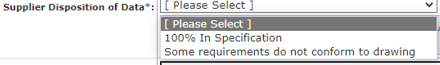 Supplier Disposition of Data*: [ Please Select ]
[ Please Select ]
100% In Specification
Some requirements do not conform to drawing